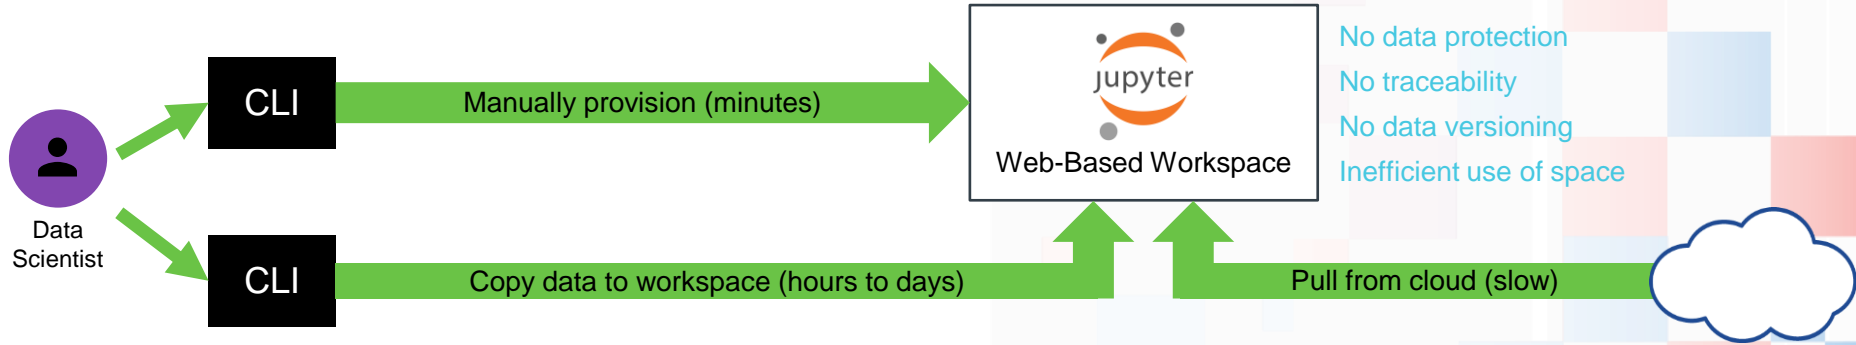 Data
Scientist
CLI
Manually provision (minutes)
jupyter
Web-Based Workspace
No data protection
No traceability
No data versioning
Inefficient use of space
CLI
Copy data to workspace (hours to days)
Pull from cloud (slow)